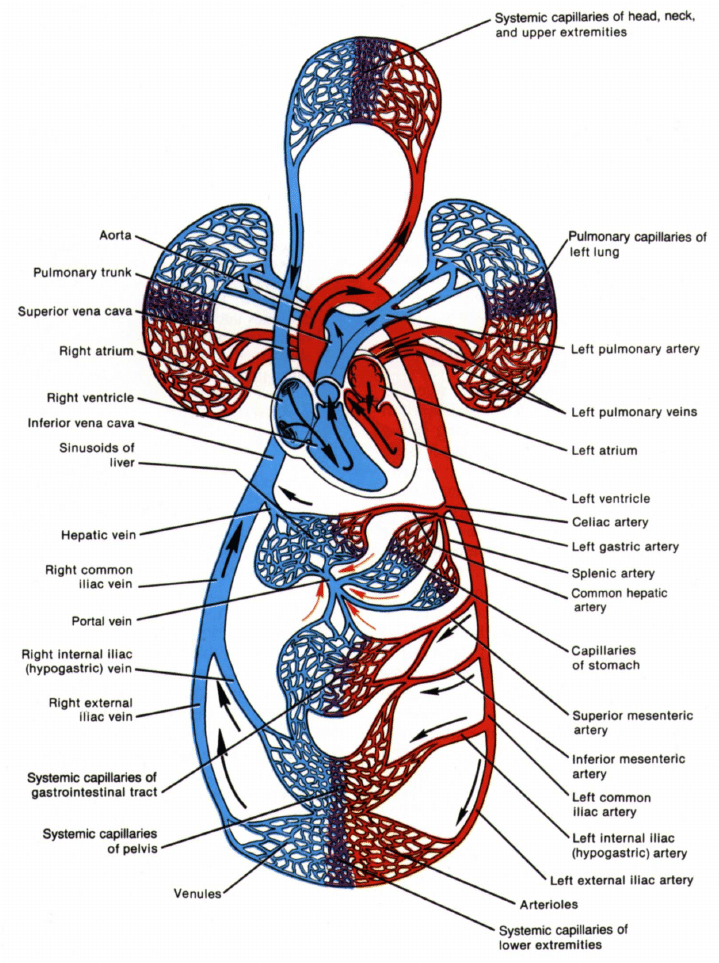 Systemic capillaries of head, neck,
and upper extremities
Aorta
Pulmonary trunk
Superior vena cava
Right atrium
Right ventricle
Inferior vena cava
Sinusoids of
liver
Hepatic vein
Right common
iliac vein
Portal vein
Right internal iliac
(hypogastric) vein
Right external
iliac vein
Systemic capillaries of
gastrointestinal tract
Systemic capillaries
of pelvis
Venules
Pulmonary capillaries of
left lung
Left pulmonary artery
Left pulmonary veins
Left atrium
Left ventricle
Celiac artery
Left gastric artery
Splenic artery
Common hepatic
artery
Capillaries
of stomach
Superior mesenteric
artery
Inferior mesenteric
artery
Left common
iliac artery
Left internal iliac
(hypogastric) artery
Left external iliac artery
Arterioles
Systemic capillaries of
lower extremities